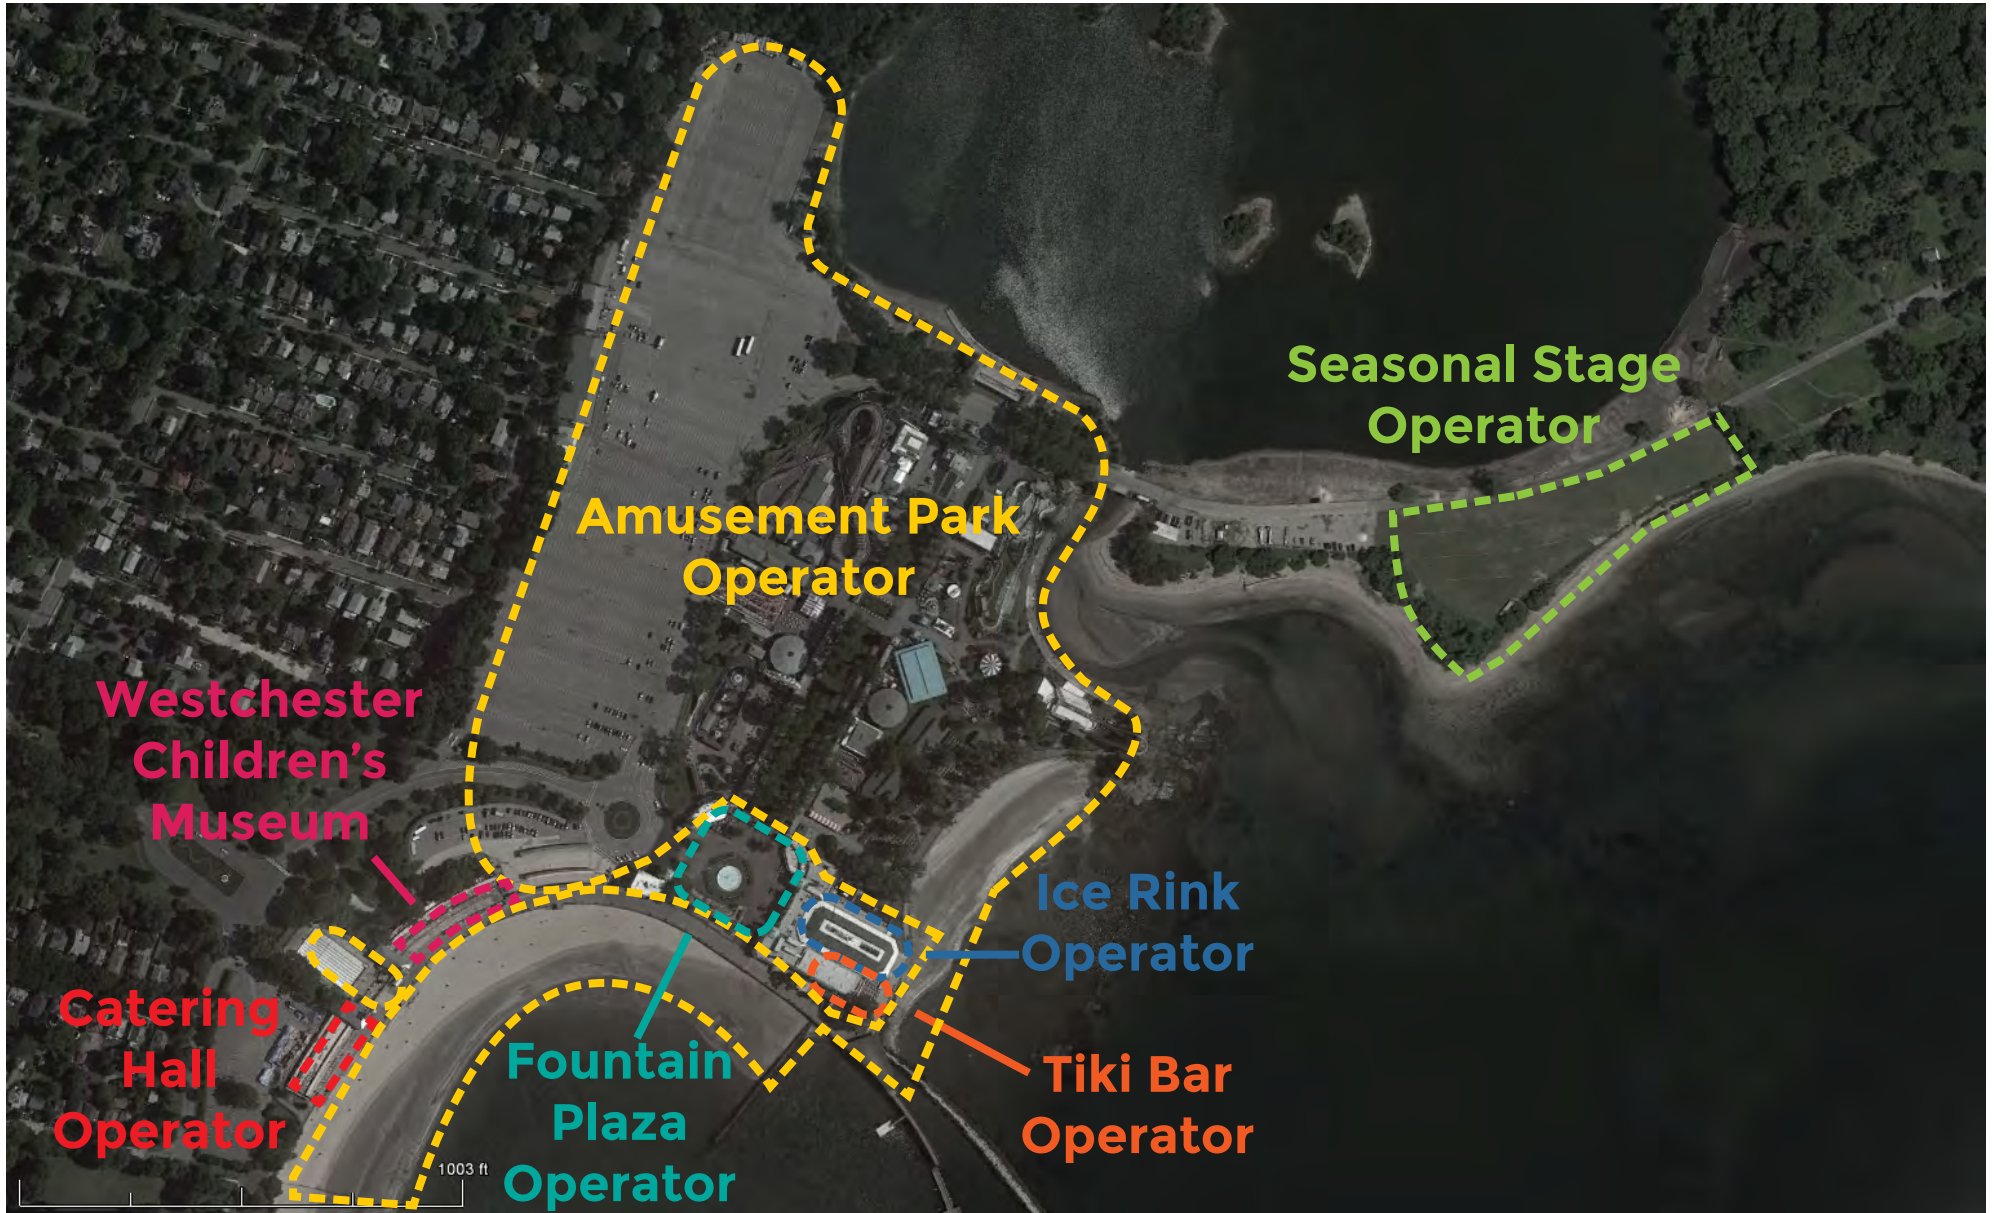 Seasonal Stage
Operator
Amusement Park
Operator
Westchester
Children's
Museum
Ice Rink
Operator
Catering
Hall
Operator
Fountain
Plaza
Operator
Tiki Bar
Operator
1003 ft